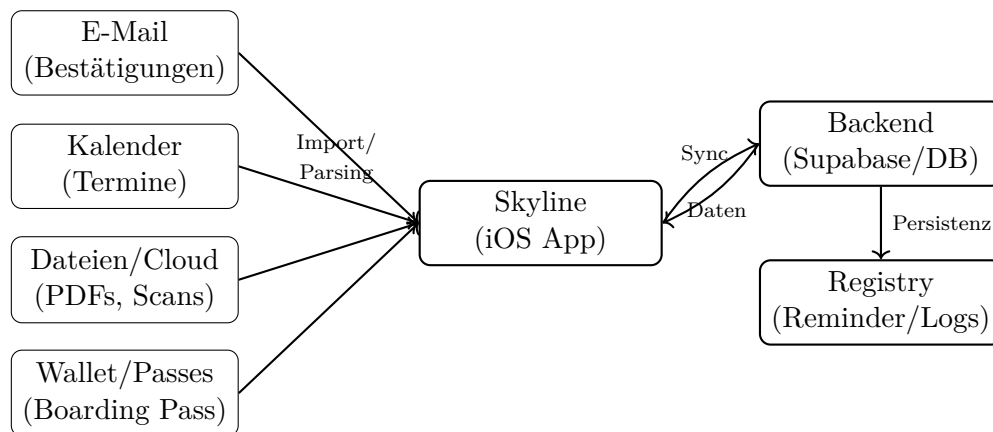 E-Mail
(Bestätigungen)
Kalender
(Termine)
Dateien/Cloud
(PDFs, Scans)
Wallet/Passes
(Boarding Pass)
Import/
Parsing
Skyline
(iOS App)
Sync
Daten
Backend
(Supabase/DB)
Persistenz
Registry
(Reminder/Logs)